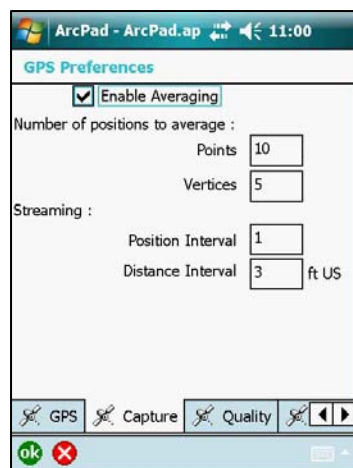 ArcPad - ArcPad.ap 11:00
GPS Preferences
Enable Averaging
Number of positions to average :
Points 10
Vertices 5
Streaming :
Position Interval 1
Distance Interval 3 ft US
GPS Capture Quality
ok